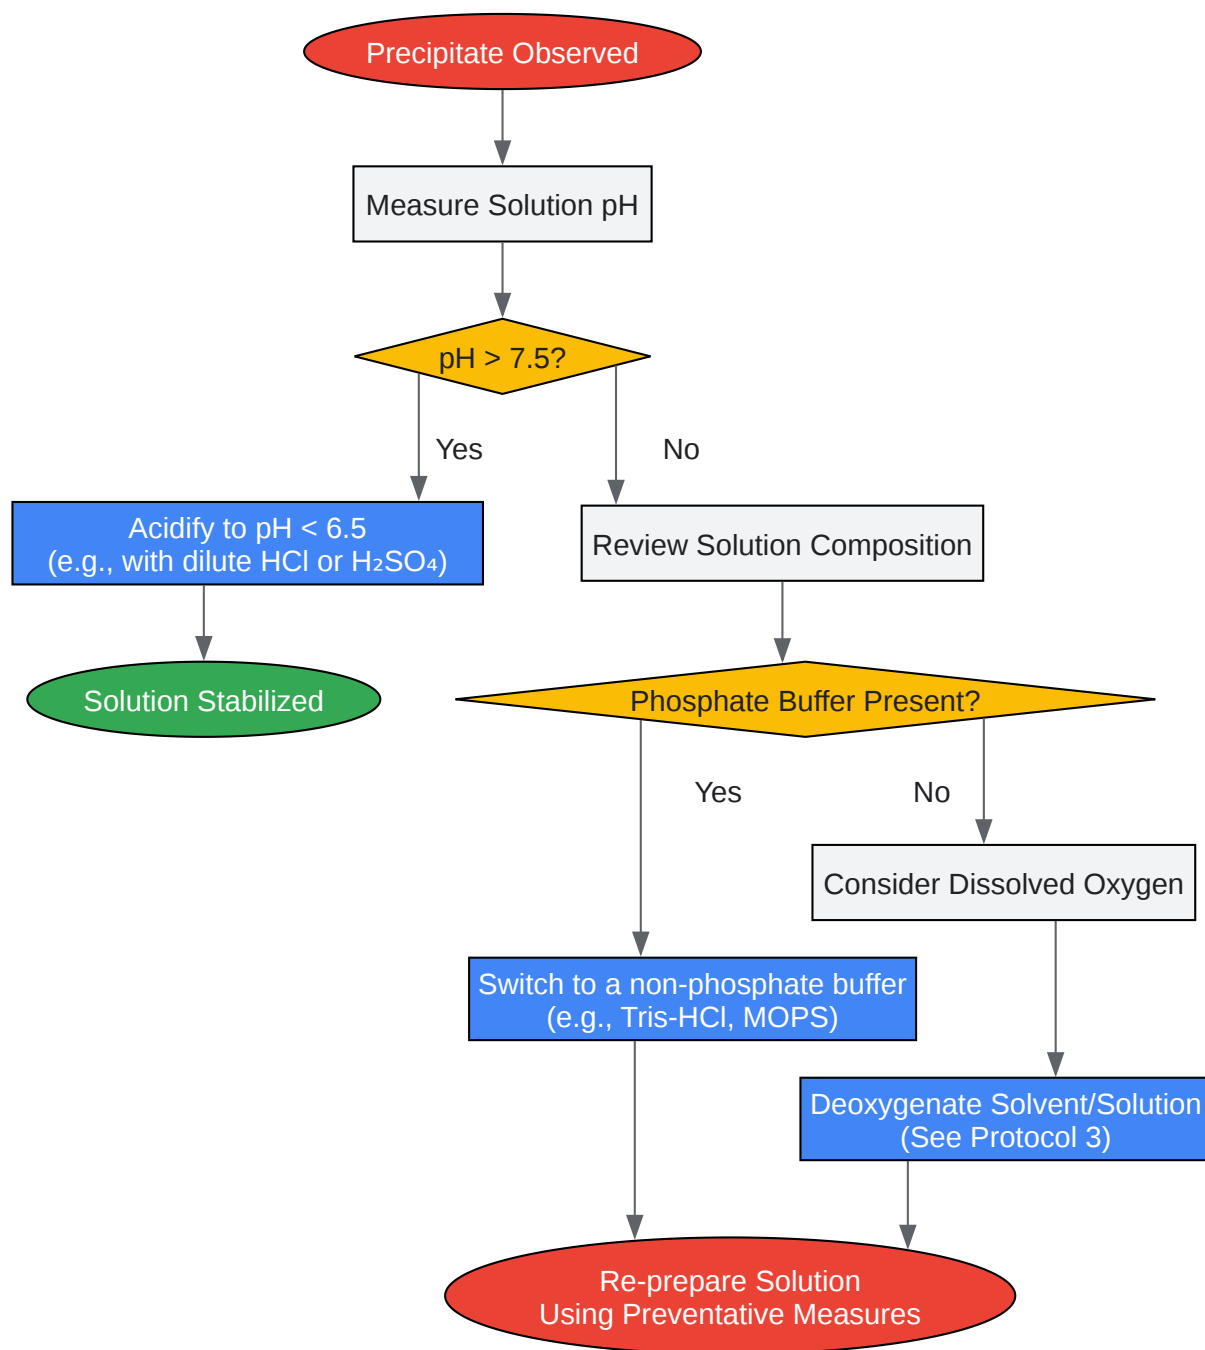 Precipitate Observed
Measure Solution pH
pH > 7.5?
Yes
No
Acidify to pH < 6.5
(e.g., with dilute HCl or H₂SO₄)
Review Solution Composition
Solution Stabilized
Phosphate Buffer Present?
Yes
No
Consider Dissolved Oxygen
Switch to a non-phosphate buffer
(e.g., Tris-HCl, MOPS)
Deoxygenate Solvent/Solution
(See Protocol 3)
Re-prepare Solution
Using Preventative Measures